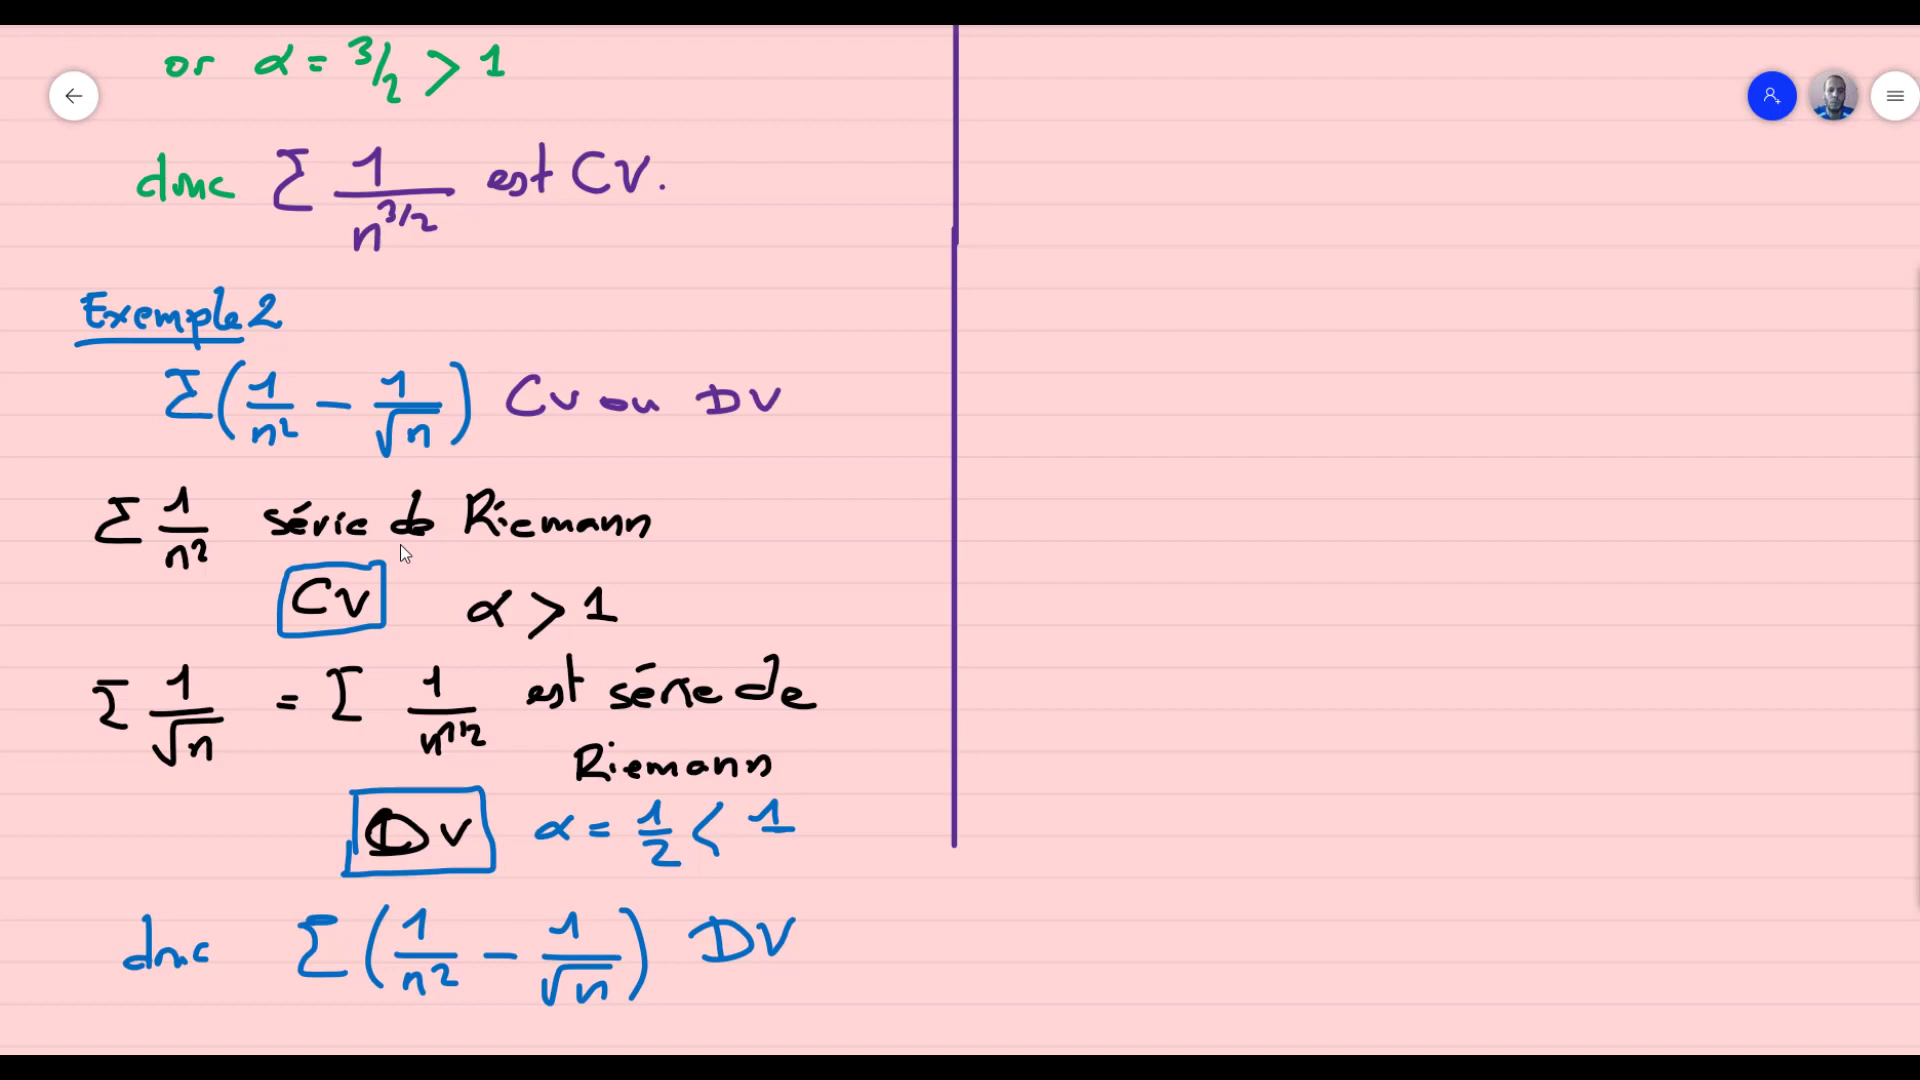 or α = 3/2 > 1
donc Σ 1/n^3/2 est CV.
Exemple 2
Σ(1/n² − 1/√n) CV ou DV
Σ 1/n² série de Riemann
CV α > 1
Σ 1/√n = Σ 1/n^1/2 est série de
Riemann
DV α = 1/2 < 1
donc Σ(1/n² − 1/√n) DV